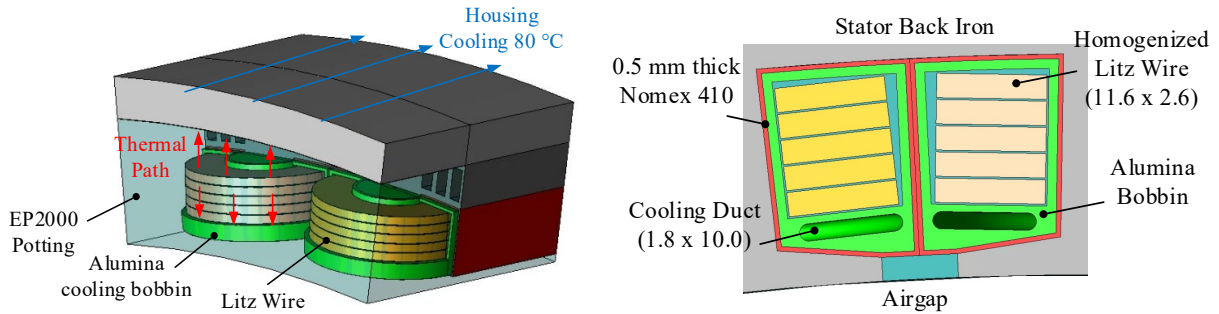 Housing
Cooling 80 °C
Thermal
Path
EP2000
Potting
Alumina
cooling bobbin
Litz Wire
Stator Back Iron
0.5 mm thick
Nomex 410
Homogenized
Litz Wire
(11.6 x 2.6)
Cooling Duct
(1.8 x 10.0)
Alumina
Bobbin
Airgap